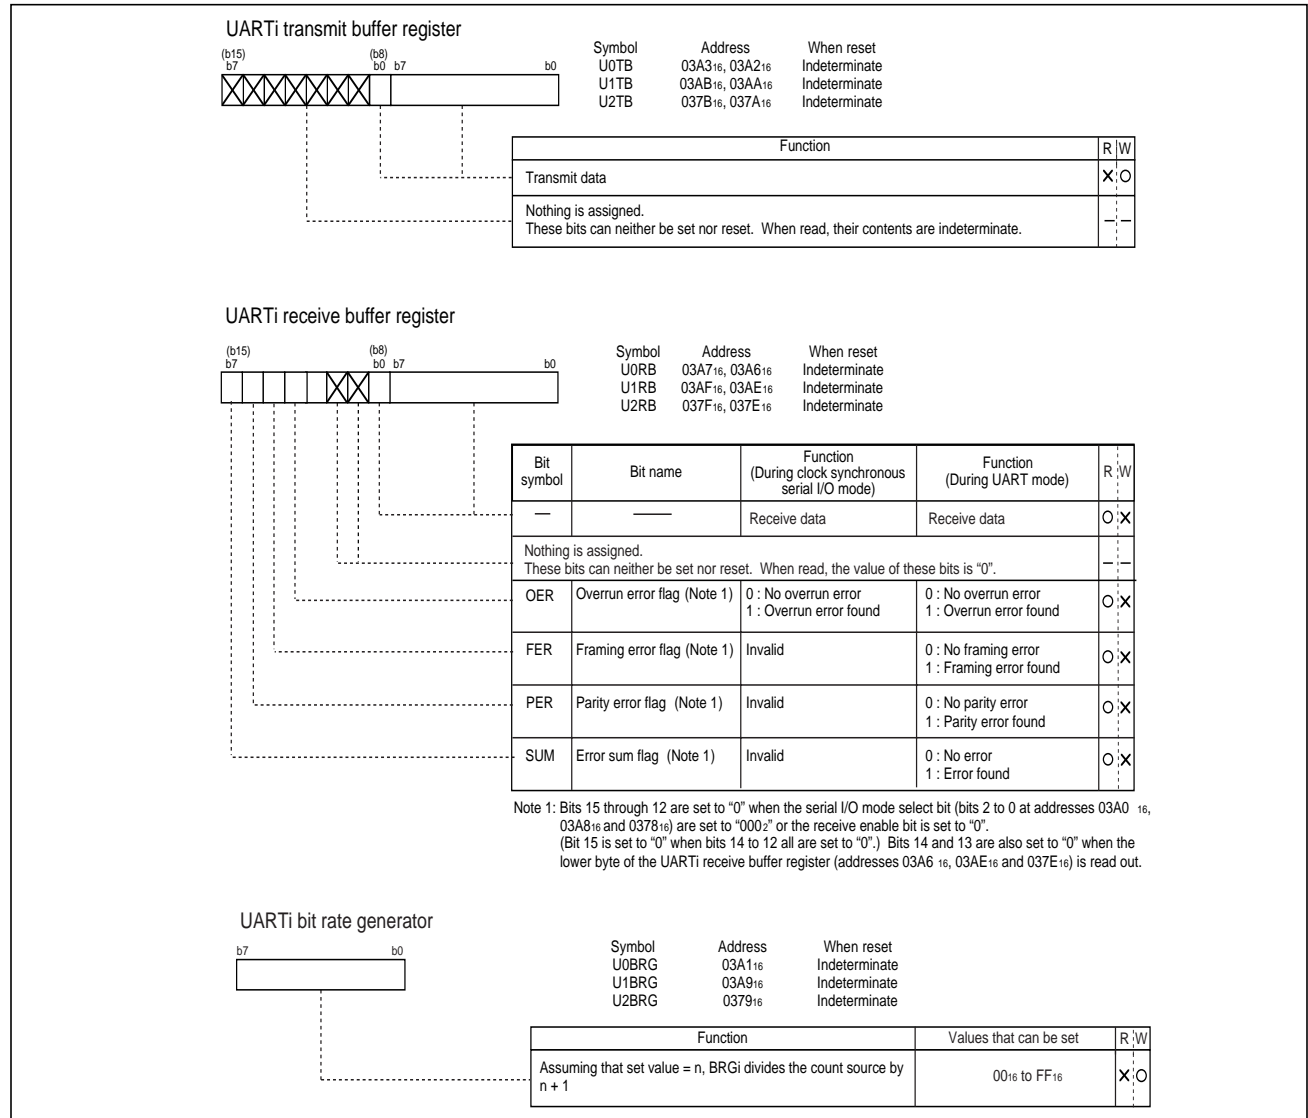 UARTi transmit buffer register
(b15) (b8)
b7 b0 b7 b0
Symbol Address When reset
U0TB 03A316, 03A216 Indeterminate
U1TB 03AB16, 03AA16 Indeterminate
U2TB 037B16, 037A16 Indeterminate
Function R W
Transmit data X O
Nothing is assigned.
These bits can neither be set nor reset. When read, their contents are indeterminate. — —
UARTi receive buffer register
(b15) (b8)
b7 b0 b7 b0
Symbol Address When reset
U0RB 03A716, 03A616 Indeterminate
U1RB 03AF16, 03AE16 Indeterminate
U2RB 037F16, 037E16 Indeterminate
Bit symbol Bit name Function (During clock synchronous serial I/O mode) Function (During UART mode) R W
— — Receive data Receive data O X
Nothing is assigned.
These bits can neither be set nor reset. When read, the value of these bits is “0”. — —
OER Overrun error flag (Note 1) 0 : No overrun error 0 : No overrun error O X
1 : Overrun error found 1 : Overrun error found
FER Framing error flag (Note 1) Invalid 0 : No framing error O X
1 : Framing error found
PER Parity error flag (Note 1) Invalid 0 : No parity error O X
1 : Parity error found
SUM Error sum flag (Note 1) Invalid 0 : No error O X
1 : Error found
Note 1: Bits 15 through 12 are set to “0” when the serial I/O mode select bit (bits 2 to 0 at addresses 03A0 16,
03A816 and 037816) are set to “0002” or the receive enable bit is set to “0”.
(Bit 15 is set to “0” when bits 14 to 12 all are set to “0”.) Bits 14 and 13 are also set to “0” when the
lower byte of the UARTi receive buffer register (addresses 03A6 16, 03AE16 and 037E16) is read out.
UARTi bit rate generator
b7 b0
Symbol Address When reset
U0BRG 03A116 Indeterminate
U1BRG 03A916 Indeterminate
U2BRG 037916 Indeterminate
Function Values that can be set R W
Assuming that set value = n, BRGi divides the count source by
n + 1 0016 to FF16 X O